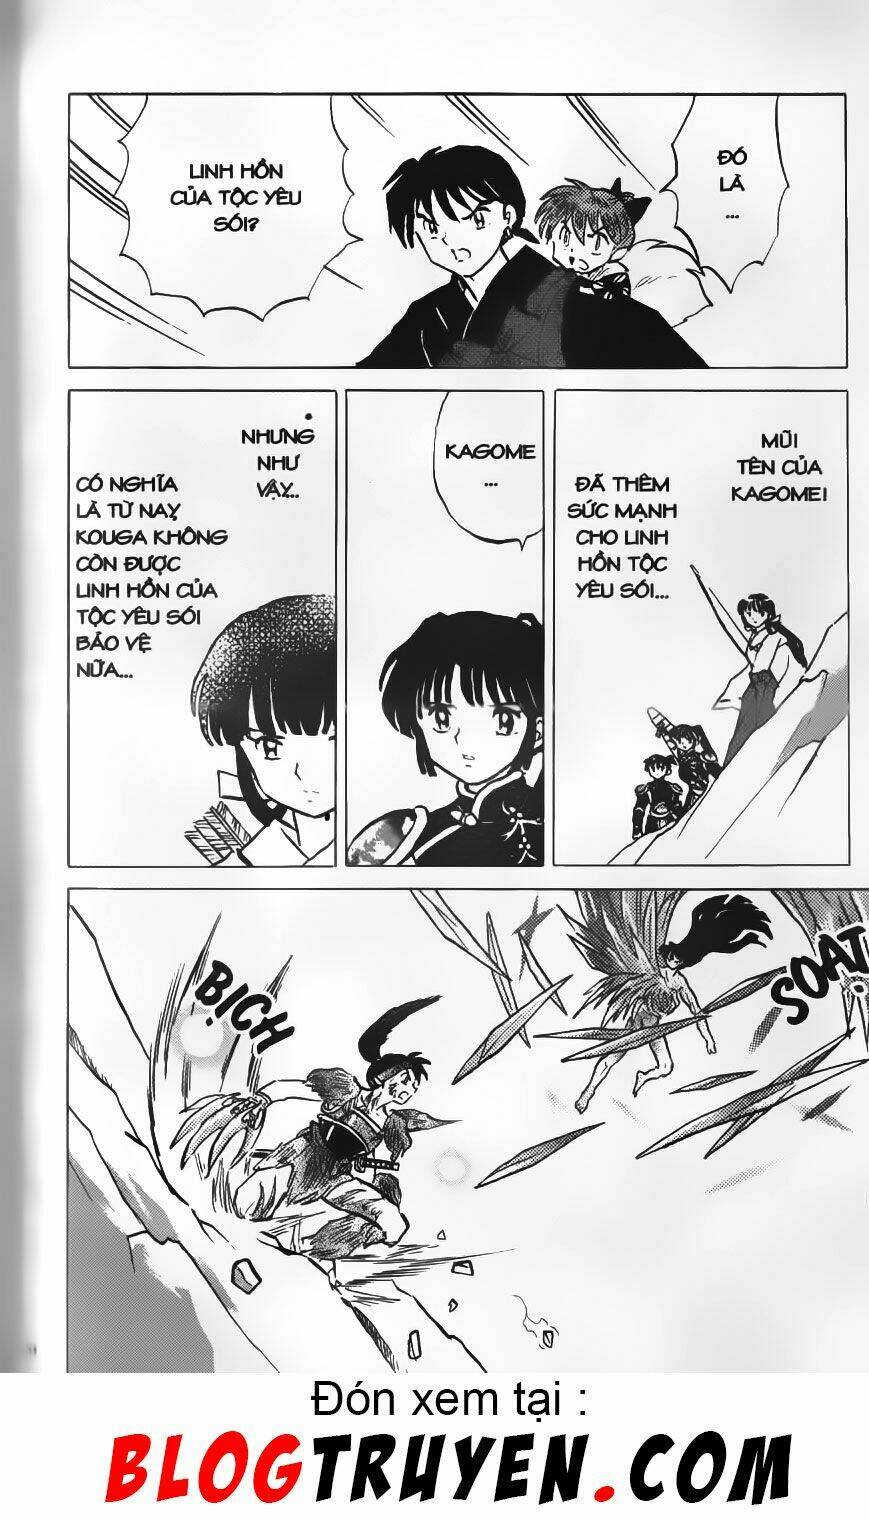 ĐÓ
LÀ
...
LINH HỒN
CỦA TỘC YÊU
SÓI?
MŨI
TÊN CỦA
KAGOME!
ĐÃ THÊM
SỨC MẠNH
CHO LINH
HỒN TỘC
YÊU SÓI...
KAGOME
...
NHƯNG
NHƯ
VẬY...
CÓ NGHĨA
LÀ TỪ NAY,
KOUGA KHÔNG
CÒN ĐƯỢC
LINH HỒN CỦA
TỘC YÊU SÓI
BẢO VỆ
NỮA...
SOẠT
BỊCH
Đón xem tại :
BLOGTRUYEN.COM